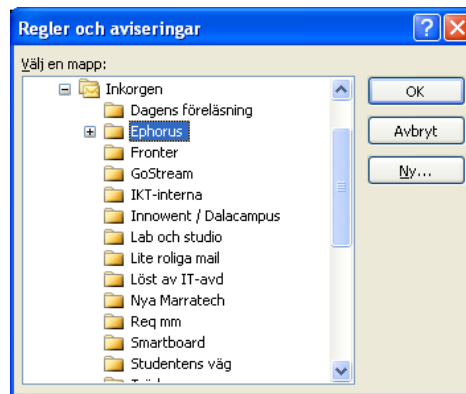 Regler och aviseringar
Välj en mapp:
Inkorgen
Dagens föreläsning
Ephorus
Fronter
GoStream
IKT-interna
Innowent / Dalacampus
Lab och studio
Lite roliga mail
Löst av IT-avd
Nya Marratech
Req mm
Smartboard
Studentens väg
OK
Avbryt
Ny...